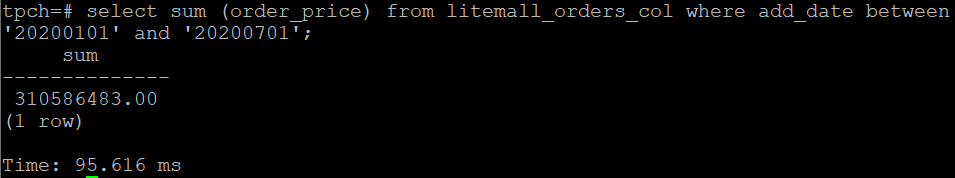 tpch=# select sum (order_price) from litemall_orders_col where add_date between
'20200101' and '20200701';
     sum
--------------
 310586483.00
(1 row)

Time: 95.616 ms